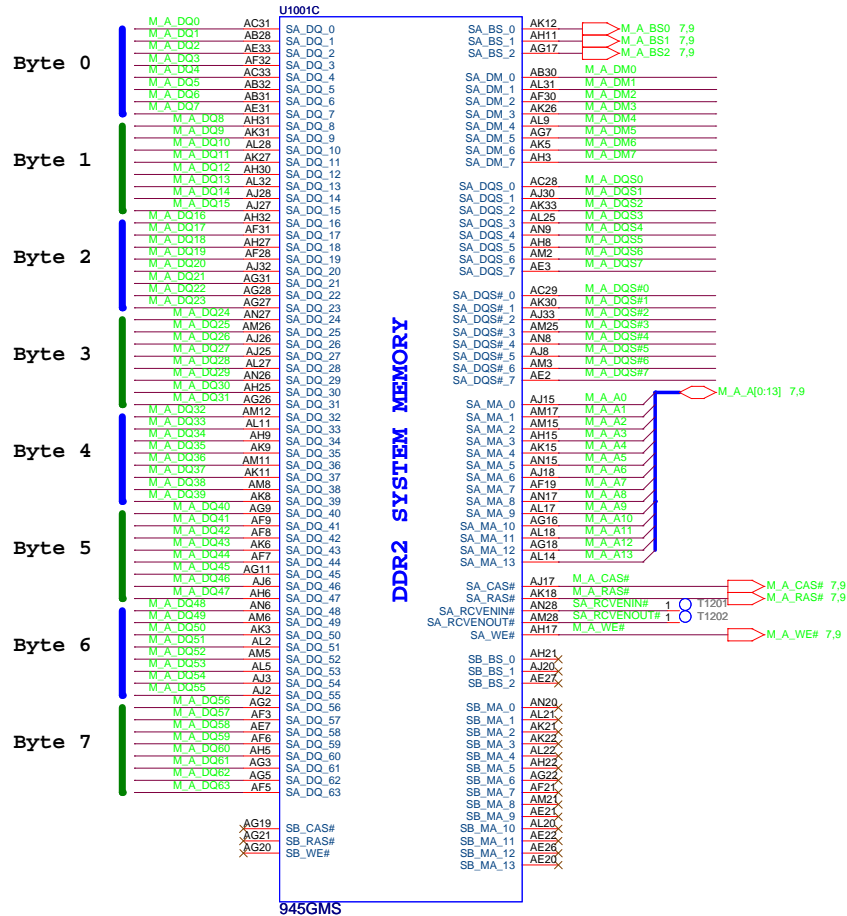 U1001C
Byte 0
M_A_DQ0 AC31 SA_DQ_0
M_A_DQ1 AB28 SA_DQ_1
M_A_DQ2 AE33 SA_DQ_2
M_A_DQ3 AF32 SA_DQ_3
M_A_DQ4 AC33 SA_DQ_4
M_A_DQ5 AB32 SA_DQ_5
M_A_DQ6 AB31 SA_DQ_6
M_A_DQ7 AE31 SA_DQ_7
Byte 1
M_A_DQ8 AH31 SA_DQ_8
M_A_DQ9 AK31 SA_DQ_9
M_A_DQ10 AL28 SA_DQ_10
M_A_DQ11 AK27 SA_DQ_11
M_A_DQ12 AH30 SA_DQ_12
M_A_DQ13 AL32 SA_DQ_13
M_A_DQ14 AJ28 SA_DQ_14
M_A_DQ15 AJ27 SA_DQ_15
Byte 2
M_A_DQ16 AH32 SA_DQ_16
M_A_DQ17 AF31 SA_DQ_17
M_A_DQ18 AH27 SA_DQ_18
M_A_DQ19 AF28 SA_DQ_19
M_A_DQ20 AJ32 SA_DQ_20
M_A_DQ21 AG31 SA_DQ_21
M_A_DQ22 AG28 SA_DQ_22
M_A_DQ23 AG27 SA_DQ_23
Byte 3
M_A_DQ24 AN27 SA_DQ_24
M_A_DQ25 AM26 SA_DQ_25
M_A_DQ26 AJ26 SA_DQ_26
M_A_DQ27 AJ25 SA_DQ_27
M_A_DQ28 AL27 SA_DQ_28
M_A_DQ29 AN26 SA_DQ_29
M_A_DQ30 AH25 SA_DQ_30
M_A_DQ31 AG26 SA_DQ_31
Byte 4
M_A_DQ32 AM12 SA_DQ_32
M_A_DQ33 AL11 SA_DQ_33
M_A_DQ34 AH9 SA_DQ_34
M_A_DQ35 AK9 SA_DQ_35
M_A_DQ36 AM11 SA_DQ_36
M_A_DQ37 AK11 SA_DQ_37
M_A_DQ38 AM8 SA_DQ_38
M_A_DQ39 AK8 SA_DQ_39
Byte 5
M_A_DQ40 AG9 SA_DQ_40
M_A_DQ41 AF9 SA_DQ_41
M_A_DQ42 AF8 SA_DQ_42
M_A_DQ43 AK6 SA_DQ_43
M_A_DQ44 AF7 SA_DQ_44
M_A_DQ45 AG11 SA_DQ_45
M_A_DQ46 AJ6 SA_DQ_46
M_A_DQ47 AH6 SA_DQ_47
Byte 6
M_A_DQ48 AN6 SA_DQ_48
M_A_DQ49 AM6 SA_DQ_49
M_A_DQ50 AK3 SA_DQ_50
M_A_DQ51 AL2 SA_DQ_51
M_A_DQ52 AM5 SA_DQ_52
M_A_DQ53 AL5 SA_DQ_53
M_A_DQ54 AJ3 SA_DQ_54
M_A_DQ55 AJ2 SA_DQ_55
Byte 7
M_A_DQ56 AG2 SA_DQ_56
M_A_DQ57 AF3 SA_DQ_57
M_A_DQ58 AE7 SA_DQ_58
M_A_DQ59 AF6 SA_DQ_59
M_A_DQ60 AH5 SA_DQ_60
M_A_DQ61 AG3 SA_DQ_61
M_A_DQ62 AG5 SA_DQ_62
M_A_DQ63 AF5 SA_DQ_63
AG19 SB_CAS#
AG21 SB_RAS#
AG20 SB_WE#
DDR2 SYSTEM MEMORY
SA_BS_0 AK12 M_A_BS0 7,9
SA_BS_1 AH11 M_A_BS1 7,9
SA_BS_2 AG17 M_A_BS2 7,9
SA_DM_0 AB30 M_A_DM0
SA_DM_1 AL31 M_A_DM1
SA_DM_2 AF30 M_A_DM2
SA_DM_3 AK26 M_A_DM3
SA_DM_4 AL9 M_A_DM4
SA_DM_5 AG7 M_A_DM5
SA_DM_6 AK5 M_A_DM6
SA_DM_7 AH3 M_A_DM7
SA_DQS_0 AC28 M_A_DQS0
SA_DQS_1 AJ30 M_A_DQS1
SA_DQS_2 AK33 M_A_DQS2
SA_DQS_3 AL25 M_A_DQS3
SA_DQS_4 AN9 M_A_DQS4
SA_DQS_5 AH8 M_A_DQS5
SA_DQS_6 AM2 M_A_DQS6
SA_DQS_7 AE3 M_A_DQS7
SA_DQS#_0 AC29 M_A_DQS#0
SA_DQS#_1 AK30 M_A_DQS#1
SA_DQS#_2 AJ33 M_A_DQS#2
SA_DQS#_3 AM25 M_A_DQS#3
SA_DQS#_4 AN8 M_A_DQS#4
SA_DQS#_5 AJ8 M_A_DQS#5
SA_DQS#_6 AM3 M_A_DQS#6
SA_DQS#_7 AE2 M_A_DQS#7
M_A_A[0:13] 7,9
SA_MA_0 AJ15 M_A_A0
SA_MA_1 AM17 M_A_A1
SA_MA_2 AM15 M_A_A2
SA_MA_3 AH15 M_A_A3
SA_MA_4 AK15 M_A_A4
SA_MA_5 AN15 M_A_A5
SA_MA_6 AJ18 M_A_A6
SA_MA_7 AF19 M_A_A7
SA_MA_8 AN17 M_A_A8
SA_MA_9 AL17 M_A_A9
SA_MA_10 AG16 M_A_A10
SA_MA_11 AL18 M_A_A11
SA_MA_12 AG18 M_A_A12
SA_MA_13 AL14 M_A_A13
SA_CAS# AJ17 M_A_CAS# M_A_CAS# 7,9
SA_RAS# AK18 M_A_RAS# M_A_RAS# 7,9
SA_RCVENIN# AN28 SA_RCVENIN# 1 T1201
SA_RCVENOUT# AM28 SA_RCVENOUT# 1 T1202
SA_WE# AH17 M_A_WE# M_A_WE# 7,9
SB_BS_0 AH21
SB_BS_1 AJ20
SB_BS_2 AE27
SB_MA_0 AN20
SB_MA_1 AL21
SB_MA_2 AK21
SB_MA_3 AK22
SB_MA_4 AL22
SB_MA_5 AH22
SB_MA_6 AG22
SB_MA_7 AF21
SB_MA_8 AM21
SB_MA_9 AE21
SB_MA_10 AL20
SB_MA_11 AE22
SB_MA_12 AE26
SB_MA_13 AE20
945GMS